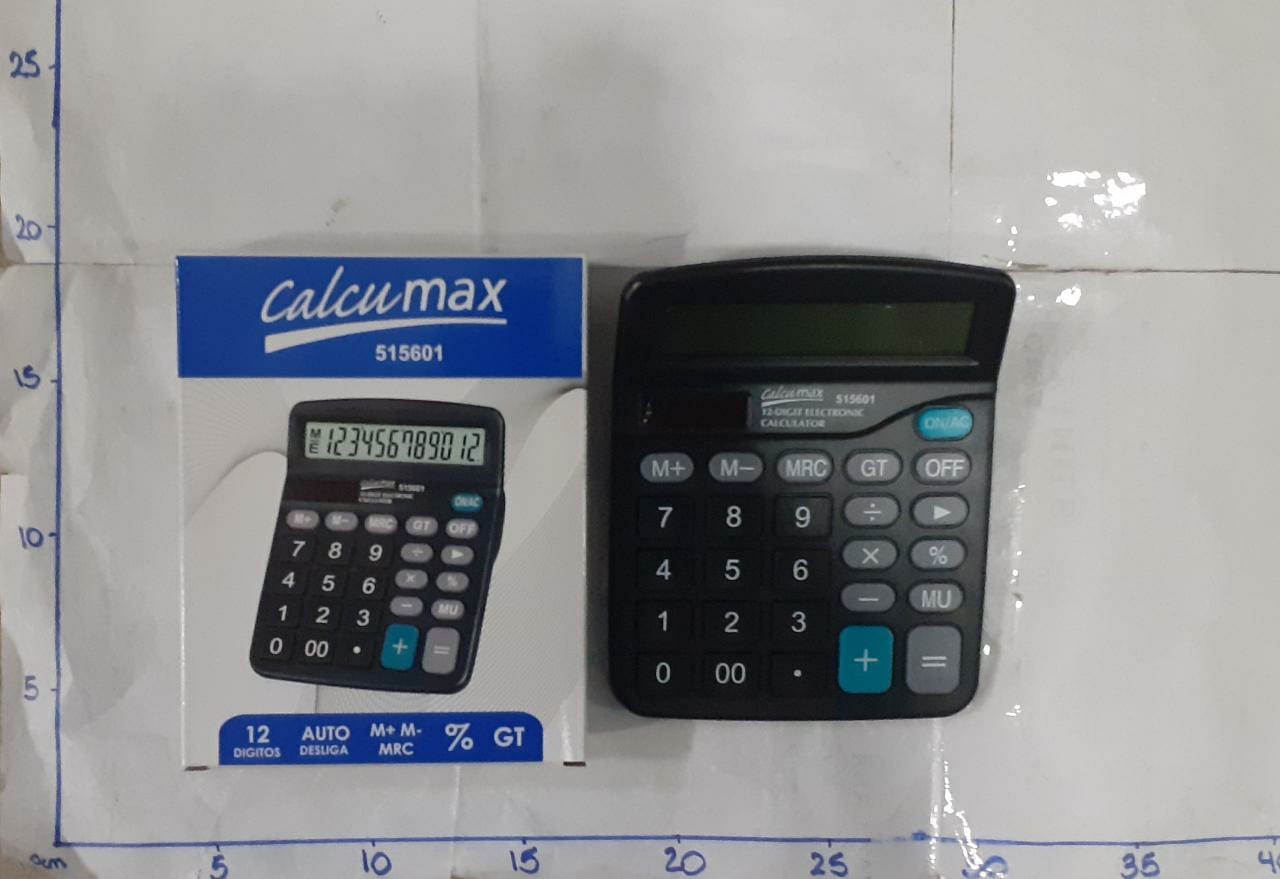 25
20
15
10
5
cm
5
10
15
20
25
30
35
calcumax
515601
M
E
123456789012
calcumax 515601
ON/AC
M+ M− MRC GT OFF
7 8 9 ÷ ▶
4 5 6 × %
1 2 3 − MU
0 00 . + =
12 DIGITOS
AUTO DESLIGA
M+ M- MRC
%
GT
calcumax 515601
12-DIGIT ELECTRONIC
CALCULATOR
ON/AC
M+ M− MRC GT OFF
7 8 9 ÷ ▶
4 5 6 × %
1 2 3 − MU
0 00 . + =